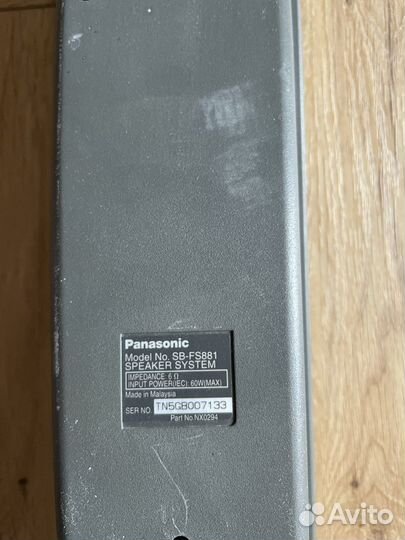 Panasonic
Model No. SB-FS881
SPEAKER SYSTEM
IMPEDANCE 6 Ω
INPUT POWER(IEC) 60W(MAX)
Made in Malaysia
SER NO. TN5GB007133
Part No NX0294
Avito